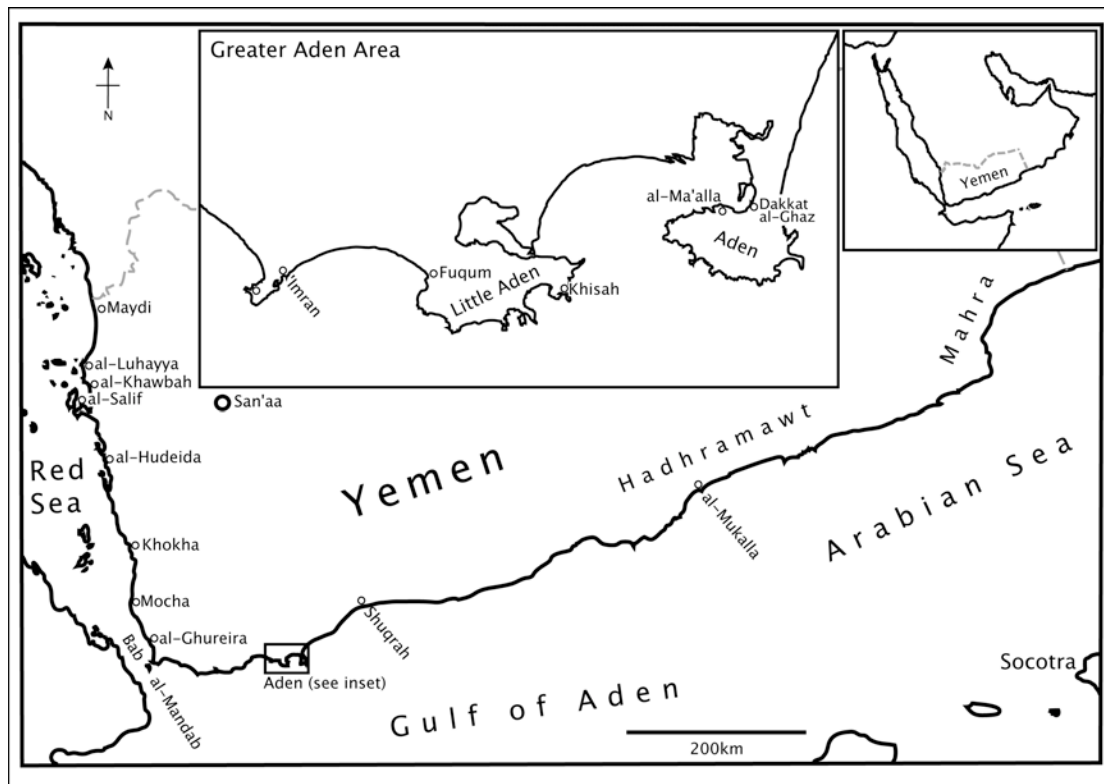 Greater Aden Area
N
al-Ma'alla
Dakkat
al-Ghaz
Aden
Fuqum
Little Aden
Khisah
'Imran
Yemen
Maydi
al-Luhayya
al-Khawbah
al-Salif
San'aa
al-Hudeida
Red
Sea
Khokha
Mocha
al-Ghureira
Bab al-Mandab
Yemen
Hadhramawt
Mahra
al-Mukalla
Arabian Sea
Shuqrah
Aden (see inset)
Gulf of Aden
Socotra
200km